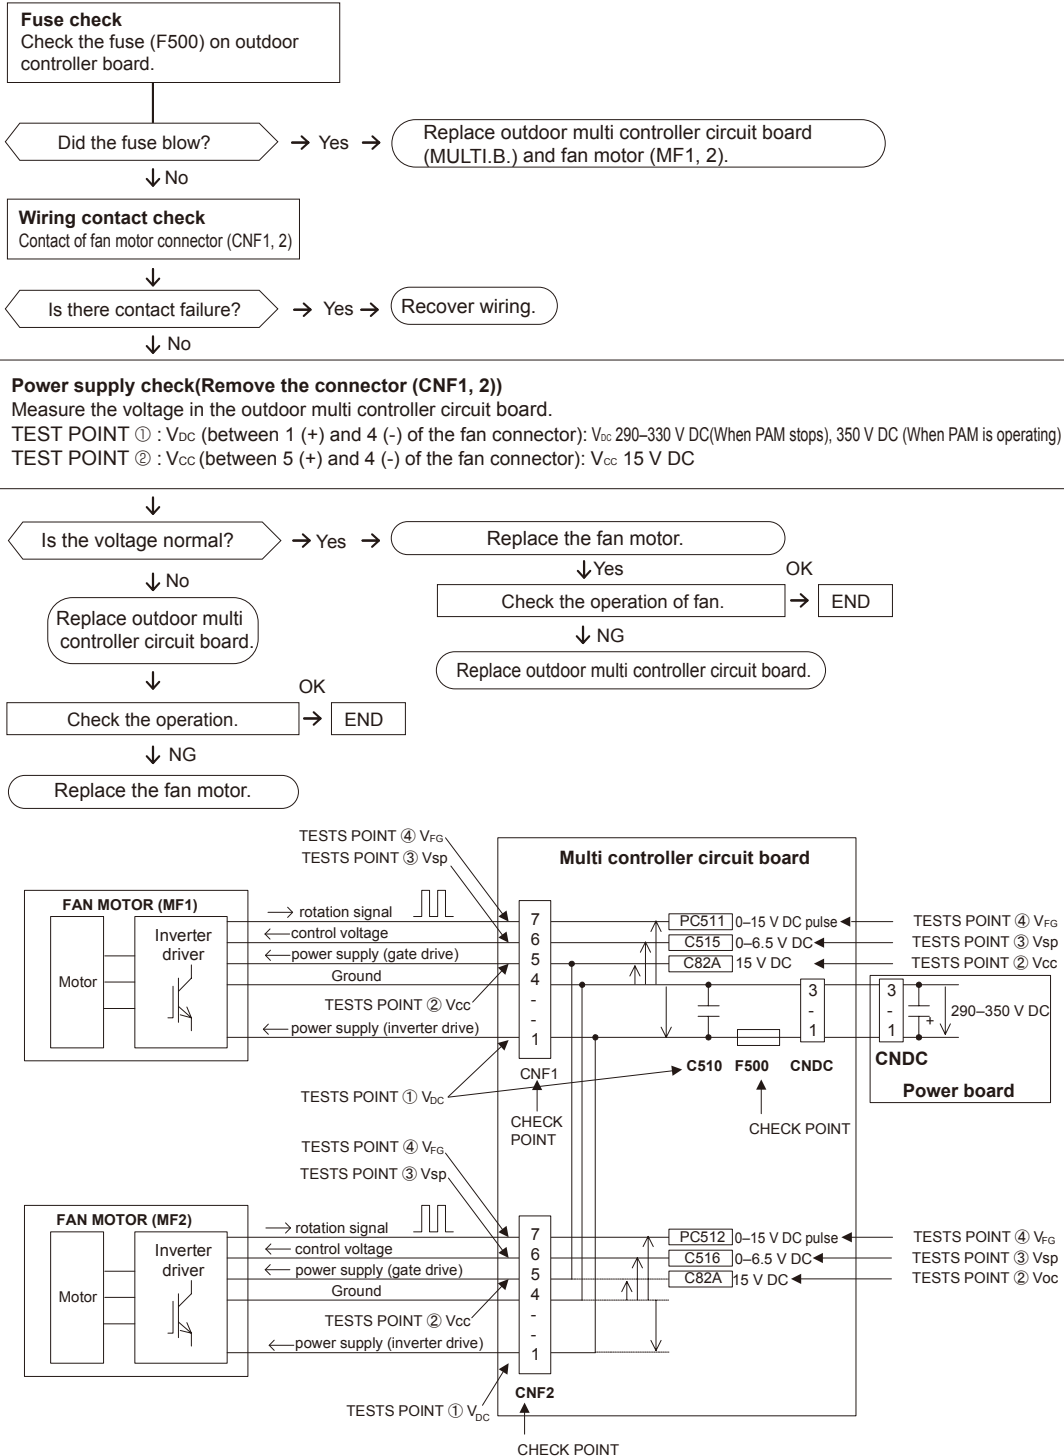 Fuse check
Check the fuse (F500) on outdoor
controller board.
Did the fuse blow?
Yes
Replace outdoor multi controller circuit board
(MULTI.B.) and fan motor (MF1, 2).
No
Wiring contact check
Contact of fan motor connector (CNF1, 2)
Is there contact failure?
Yes
Recover wiring.
No
Power supply check(Remove the connector (CNF1, 2))
Measure the voltage in the outdoor multi controller circuit board.
TEST POINT ① : VDC (between 1 (+) and 4 (-) of the fan connector): VDC 290–330 V DC(When PAM stops), 350 V DC (When PAM is operating)
TEST POINT ② : VCC (between 5 (+) and 4 (-) of the fan connector): VCC 15 V DC
Is the voltage normal?
Yes
Replace the fan motor.
Yes
OK
Check the operation of fan.
END
NG
Replace outdoor multi controller circuit board.
No
Replace outdoor multi
controller circuit board.
OK
Check the operation.
END
NG
Replace the fan motor.
TESTS POINT ④ VFG
TESTS POINT ③ Vsp
Multi controller circuit board
FAN MOTOR (MF1)
Motor
Inverter
driver
rotation signal
control voltage
power supply (gate drive)
Ground
TESTS POINT ② Vcc
power supply (inverter drive)
7
6
5
4
-
-
1
CNF1
PC511 0–15 V DC pulse
TESTS POINT ④ VFG
C515 0–6.5 V DC
TESTS POINT ③ Vsp
C82A 15 V DC
TESTS POINT ② Vcc
3
-
1
3
-
1
+
290–350 V DC
C510
F500
CNDC
CNDC
Power board
TESTS POINT ① VDC
CHECK
POINT
CHECK POINT
TESTS POINT ④ VFG
TESTS POINT ③ Vsp
FAN MOTOR (MF2)
Motor
Inverter
driver
rotation signal
control voltage
power supply (gate drive)
Ground
TESTS POINT ② Vcc
power supply (inverter drive)
7
6
5
4
-
-
1
PC512 0–15 V DC pulse
TESTS POINT ④ VFG
C516 0–6.5 V DC
TESTS POINT ③ Vsp
C82A 15 V DC
TESTS POINT ② Voc
TESTS POINT ① VDC
CNF2
CHECK POINT